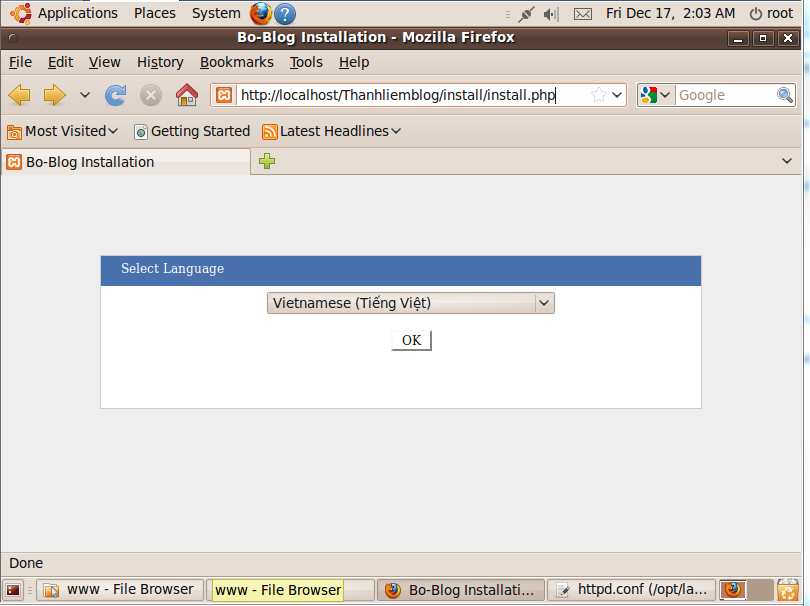 Applications Places System Fri Dec 17, 2:03 AM root
Bo-Blog Installation - Mozilla Firefox
File Edit View History Bookmarks Tools Help
http://localhost/Thanhliemblog/install/install.php Google
Most Visited Getting Started Latest Headlines
Bo-Blog Installation
Select Language
Vietnamese (Tiếng Việt)
OK
Done
www - File Browser www - File Browser Bo-Blog Installati... httpd.conf (/opt/la...